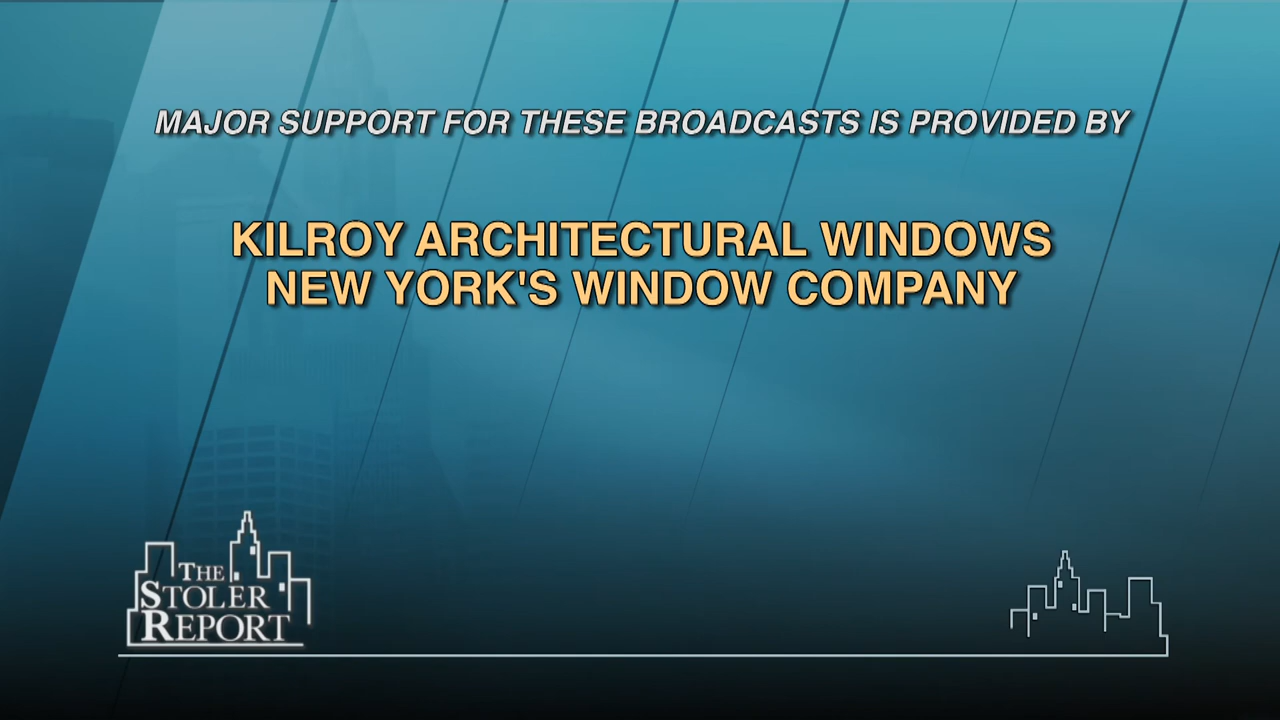 MAJOR SUPPORT FOR THESE BROADCASTS IS PROVIDED BY
KILROY ARCHITECTURAL WINDOWS
NEW YORK'S WINDOW COMPANY
THE
STOLER
REPORT